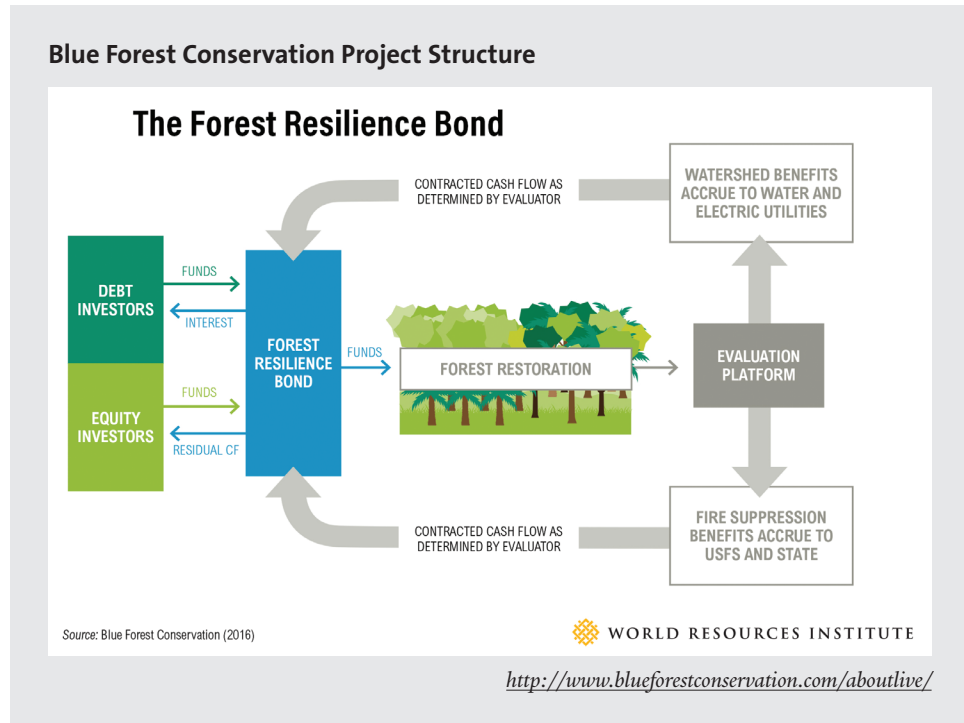 Blue Forest Conservation Project Structure
The Forest Resilience Bond
CONTRACTED CASH FLOW AS
DETERMINED BY EVALUATOR
WATERSHED BENEFITS
ACCRUE TO WATER AND
ELECTRIC UTILITIES
DEBT
INVESTORS
FUNDS
INTEREST
EQUITY
INVESTORS
FUNDS
RESIDUAL CF
FOREST
RESILIENCE
BOND
FUNDS
FOREST RESTORATION
EVALUATION
PLATFORM
CONTRACTED CASH FLOW AS
DETERMINED BY EVALUATOR
FIRE SUPPRESSION
BENEFITS ACCRUE TO
USFS AND STATE
Source: Blue Forest Conservation (2016)
WORLD RESOURCES INSTITUTE
http://www.blueforestconservation.com/aboutlive/